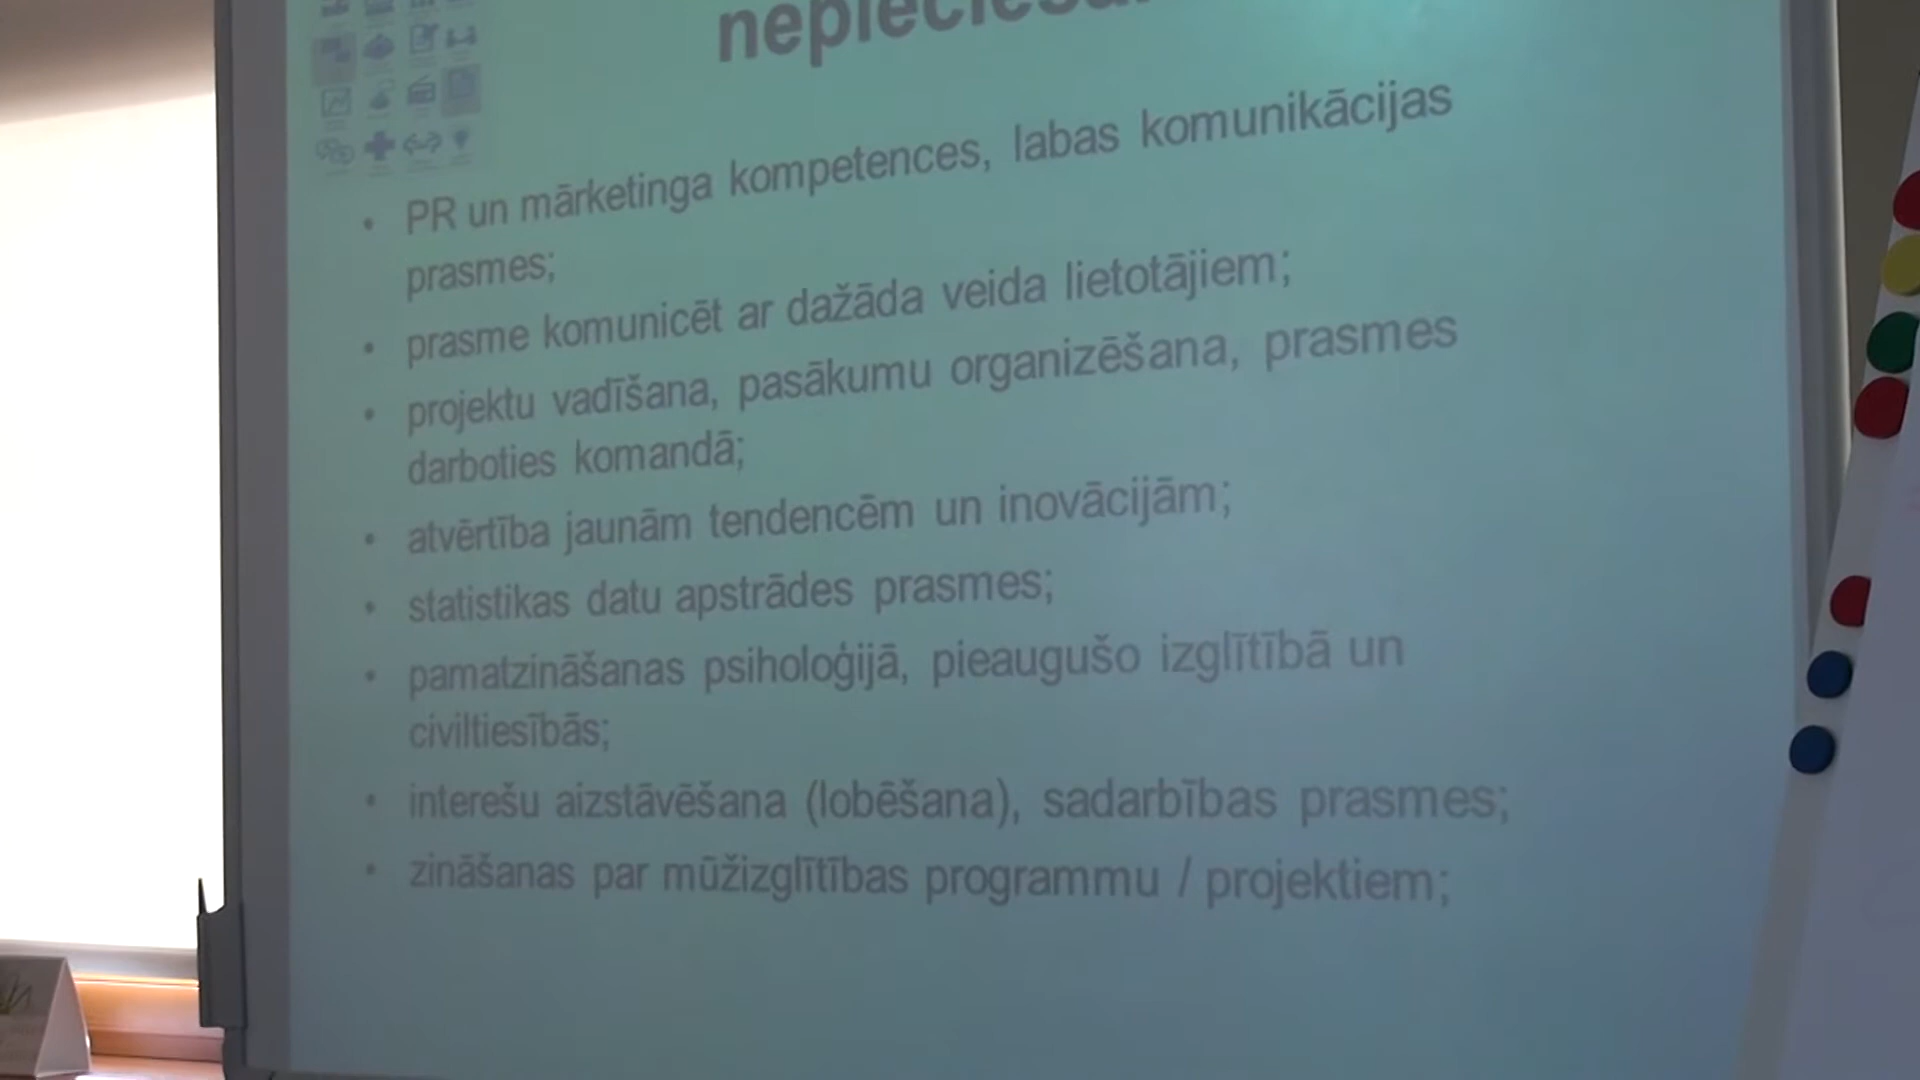 • PR un mārketinga kompetences, labas komunikācijas
prasmes;
• prasme komunicēt ar dažāda veida lietotājiem;
• projektu vadīšana, pasākumu organizēšana, prasmes
darboties komandā;
• atvērtība jaunām tendencēm un inovācijām;
• statistikas datu apstrādes prasmes;
• pamatzināšanas psiholoģijā, pieaugušo izglītībā un
civiltiesībās;
• interešu aizstāvēšana (lobēšana), sadarbības prasmes;
• zināšanas par mūžizglītības programmu / projektiem;